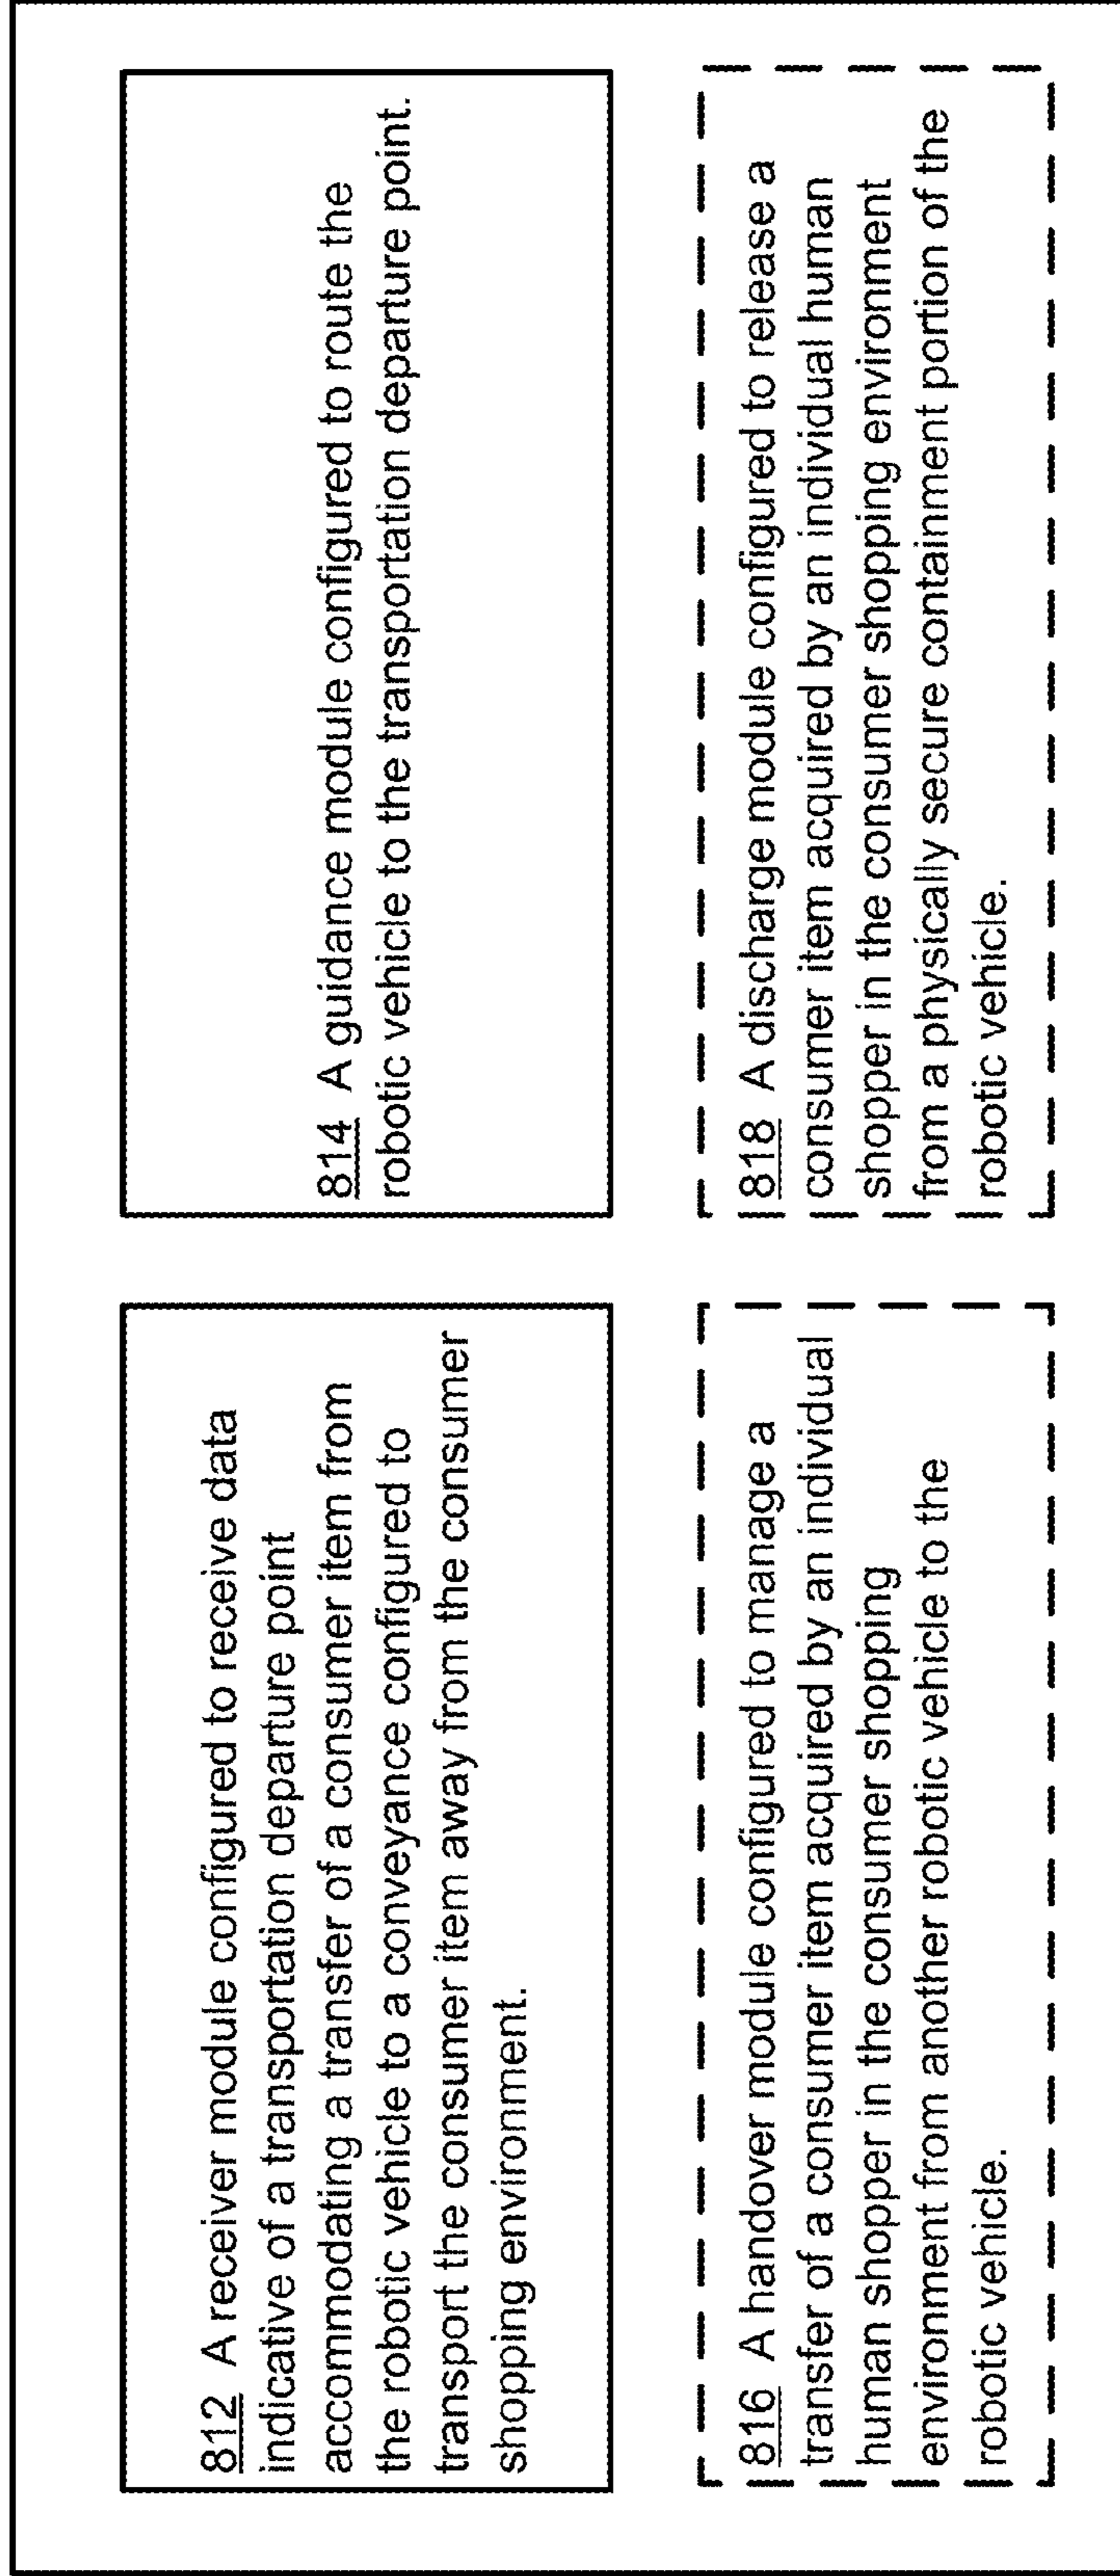 812 A receiver module configured to receive data
indicative of a transportation departure point
accommodating a transfer of a consumer item from
the robotic vehicle to a conveyance configured to
transport the consumer item away from the consumer
shopping environment.
814 A guidance module configured to route the
robotic vehicle to the transportation departure point.
816 A handover module configured to manage a
transfer of a consumer item acquired by an individual
human shopper in the consumer shopping
environment from another robotic vehicle to the
robotic vehicle.
818 A discharge module configured to release a
consumer item acquired by an individual human
shopper in the consumer shopping environment
from a physically secure containment portion of the
robotic vehicle.